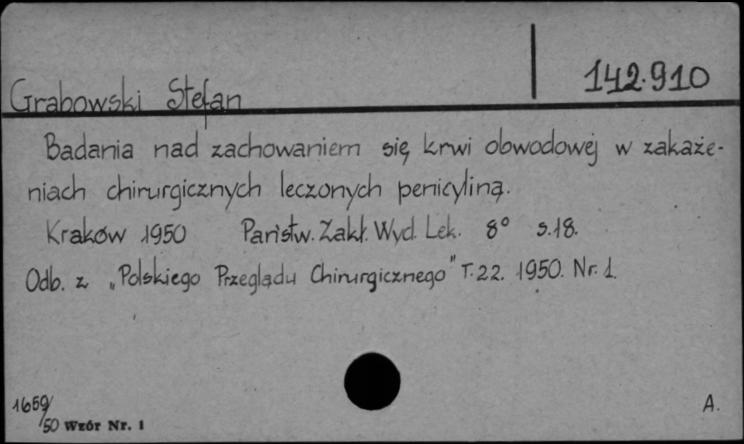 142.910
Grabowski Stefan
Badania nad zachowaniem się krwi obwodowej w zakaże-
niach chirurgicznych leczonych penicyliną.
Kraków 1950 Państw. Zakł. Wyd. Lek. 8° s.18.
Odb. z „Polskiego Przeglądu Chirurgicznego" T.22. 1950. Nr. 1.
1659/
50 Wzór Nr. 1
A.